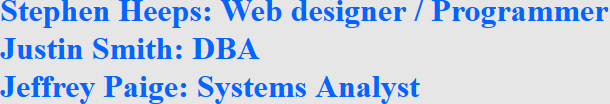 Stephen Heeps: Web designer / Programmer
Justin Smith: DBA
Jeffrey Paige: Systems Analyst